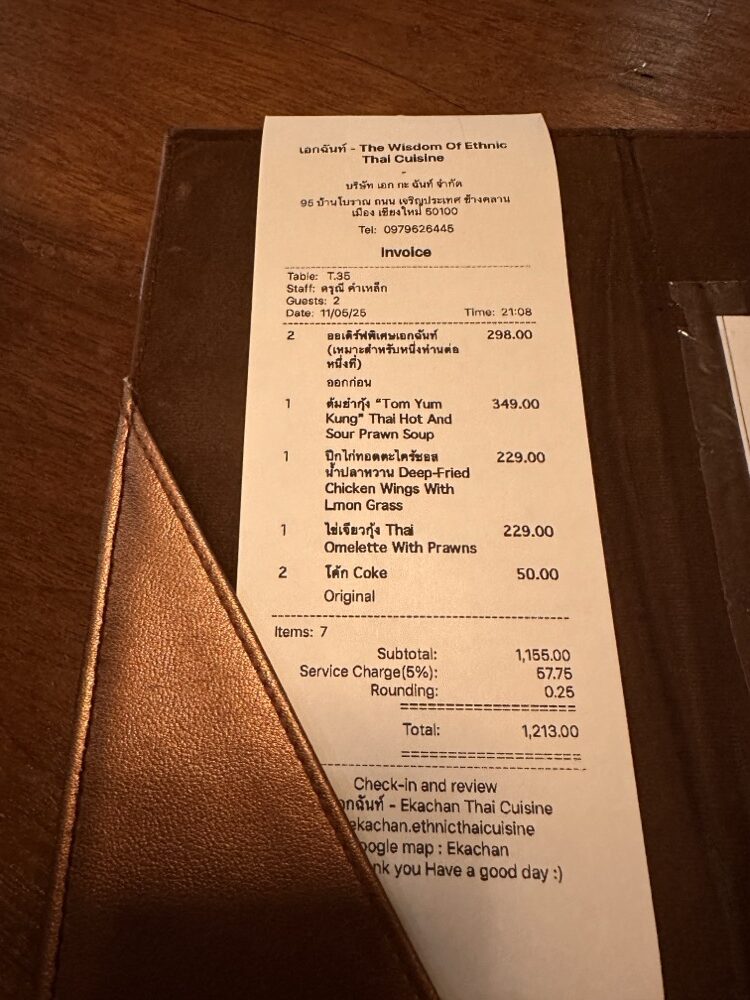 เอกฉันท์ - The Wisdom Of Ethnic
Thai Cuisine
-
บริษัท เอก กะ ฉันท์ จำกัด
95 บ้านโบราณ ถนน เจริญประเทศ ช้างคลาน
เมือง เชียงใหม่ 50100
Tel: 0979626445
Invoice
Table: T.35
Staff: ดรุณี คำเหล็ก
Guests: 2
Date: 11/05/25 Time: 21:08
2 ออเดิร์ฟพิเศษเอกฉันท์ 298.00
(เหมาะสำหรับหนึ่งท่านต่อ
หนึ่งที่)
ออกก่อน
1 ต้มยำกุ้ง “Tom Yum 349.00
Kung” Thai Hot And
Sour Prawn Soup
1 ปีกไก่ทอดตะไคร้ซอส 229.00
น้ำปลาหวาน Deep-Fried
Chicken Wings With
Lmon Grass
1 ไข่เจียวกุ้ง Thai 229.00
Omelette With Prawns
2 โค้ก Coke 50.00
Original
Items: 7
Subtotal: 1,155.00
Service Charge(5%): 57.75
Rounding: 0.25
Total: 1,213.00
Check-in and review
อกฉันท์ - Ekachan Thai Cuisine
ekachan.ethnicthaicuisine
oogle map : Ekachan
nk you Have a good day :)